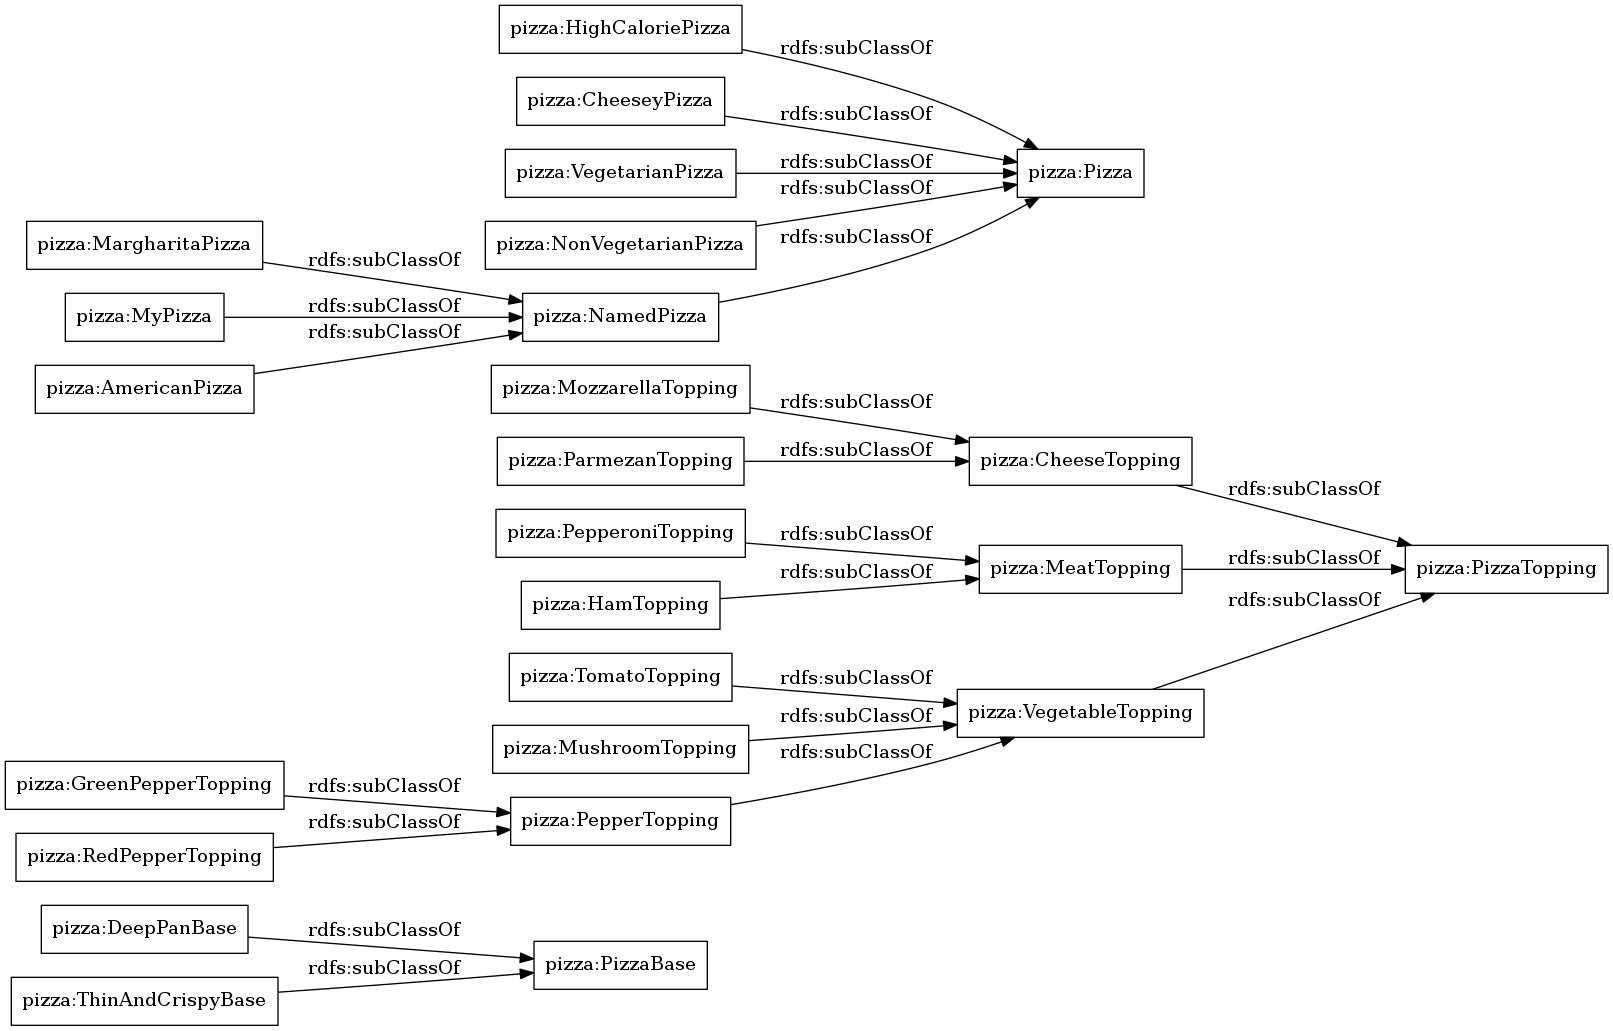 pizza:HighCaloriePizza
rdfs:subClassOf
pizza:CheeseyPizza
rdfs:subClassOf
pizza:VegetarianPizza
rdfs:subClassOf
pizza:Pizza
rdfs:subClassOf
pizza:NonVegetarianPizza
rdfs:subClassOf
pizza:MargharitaPizza
rdfs:subClassOf
pizza:MyPizza
rdfs:subClassOf
pizza:NamedPizza
rdfs:subClassOf
pizza:AmericanPizza
pizza:MozzarellaTopping
rdfs:subClassOf
pizza:ParmezanTopping
rdfs:subClassOf
pizza:CheeseTopping
rdfs:subClassOf
pizza:PepperoniTopping
rdfs:subClassOf
pizza:MeatTopping
rdfs:subClassOf
pizza:PizzaTopping
rdfs:subClassOf
pizza:HamTopping
rdfs:subClassOf
pizza:TomatoTopping
rdfs:subClassOf
pizza:VegetableTopping
rdfs:subClassOf
pizza:MushroomTopping
rdfs:subClassOf
pizza:GreenPepperTopping
rdfs:subClassOf
pizza:PepperTopping
rdfs:subClassOf
pizza:RedPepperTopping
pizza:DeepPanBase
rdfs:subClassOf
pizza:PizzaBase
rdfs:subClassOf
pizza:ThinAndCrispyBase